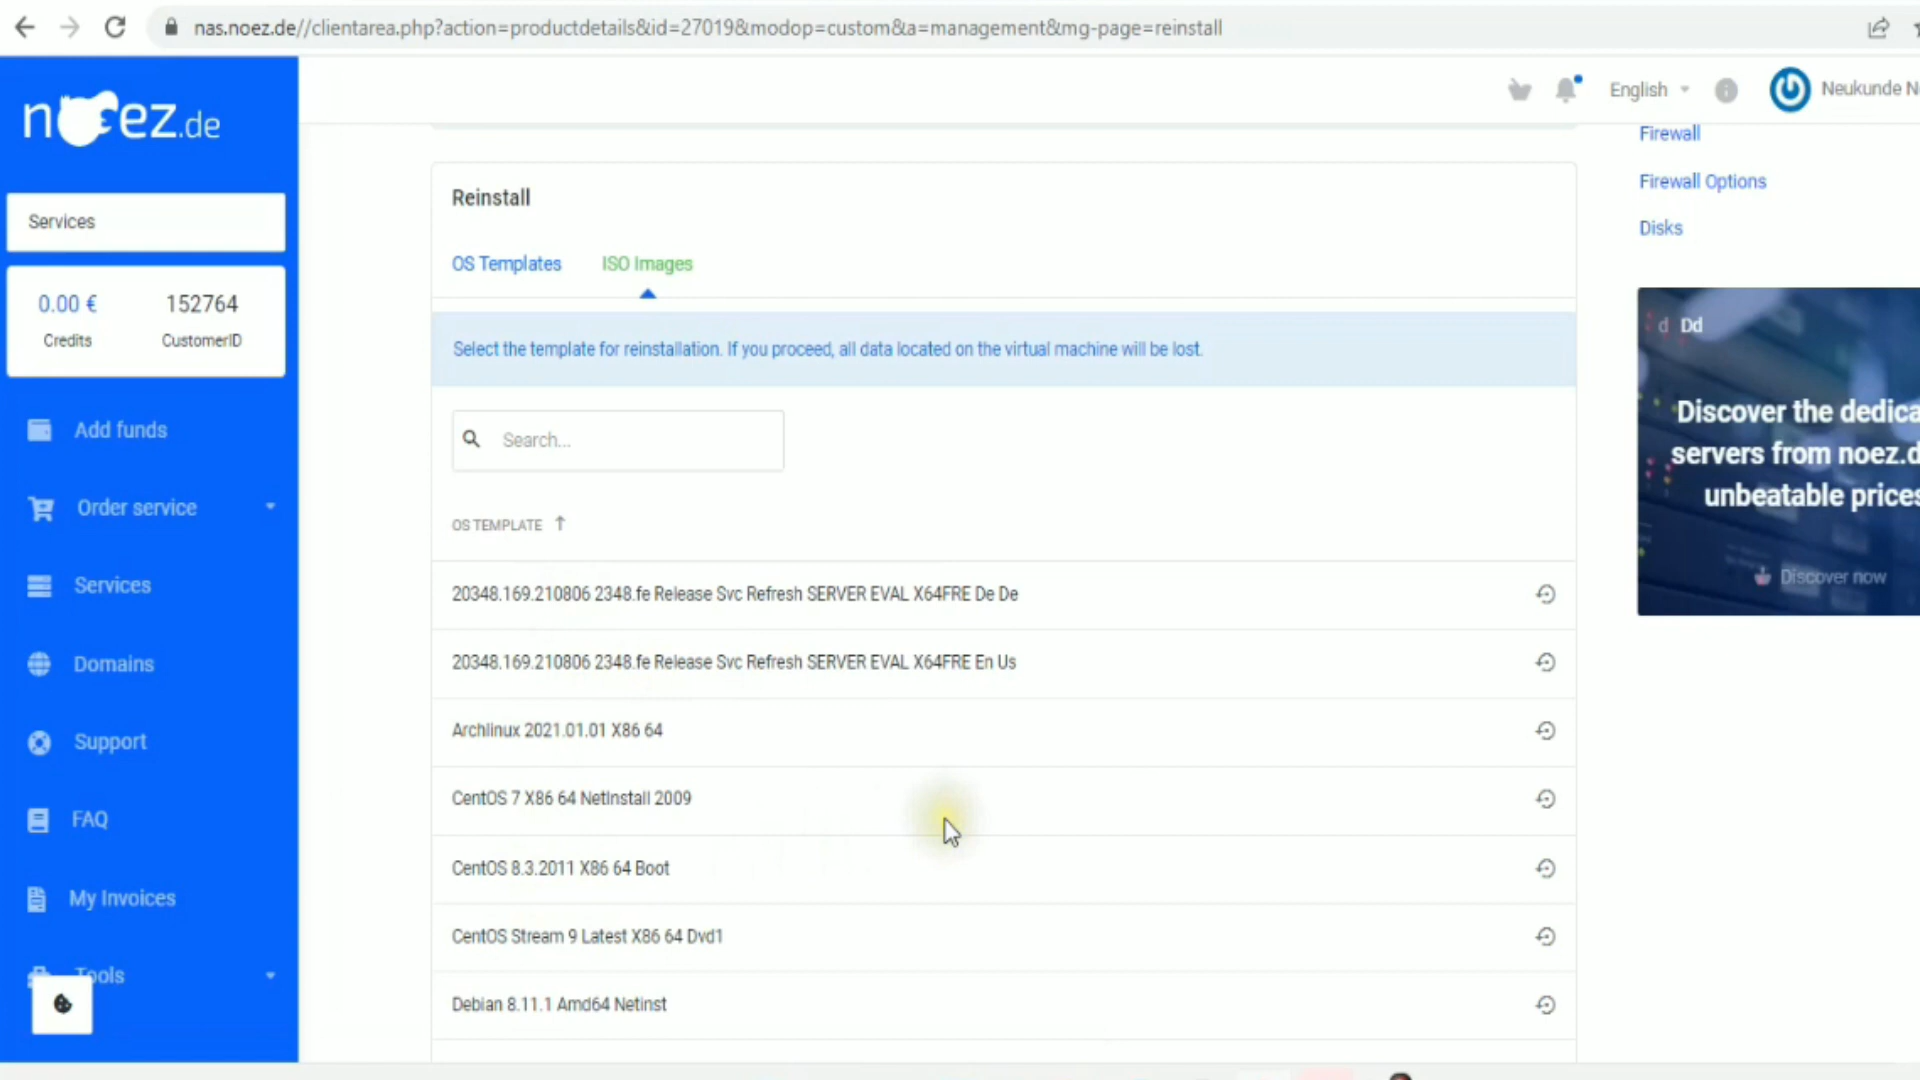 nas.noez.de//clientarea.php?action=productdetails&id=27019&modop=custom&a=management&mg-page=reinstall
noez.de
English
Neukunde
Services
0.00 €
152764
Credits
CustomerID
Add funds
Order service
Services
Domains
Support
FAQ
My Invoices
Tools
Reinstall
OS Templates
ISO Images
Select the template for reinstallation. If you proceed, all data located on the virtual machine will be lost.
Search...
OS TEMPLATE
20348.169.210806 2348.fe Release Svc Refresh SERVER EVAL X64FRE De De
20348.169.210806 2348.fe Release Svc Refresh SERVER EVAL X64FRE En Us
Archlinux 2021.01.01 X86 64
CentOS 7 X86 64 NetInstall 2009
CentOS 8.3.2011 X86 64 Boot
CentOS Stream 9 Latest X86 64 Dvd1
Debian 8.11.1 Amd64 Netinst
Firewall
Firewall Options
Disks
d Dd
Discover the dedica
servers from noez.d
unbeatable prices
Discover now